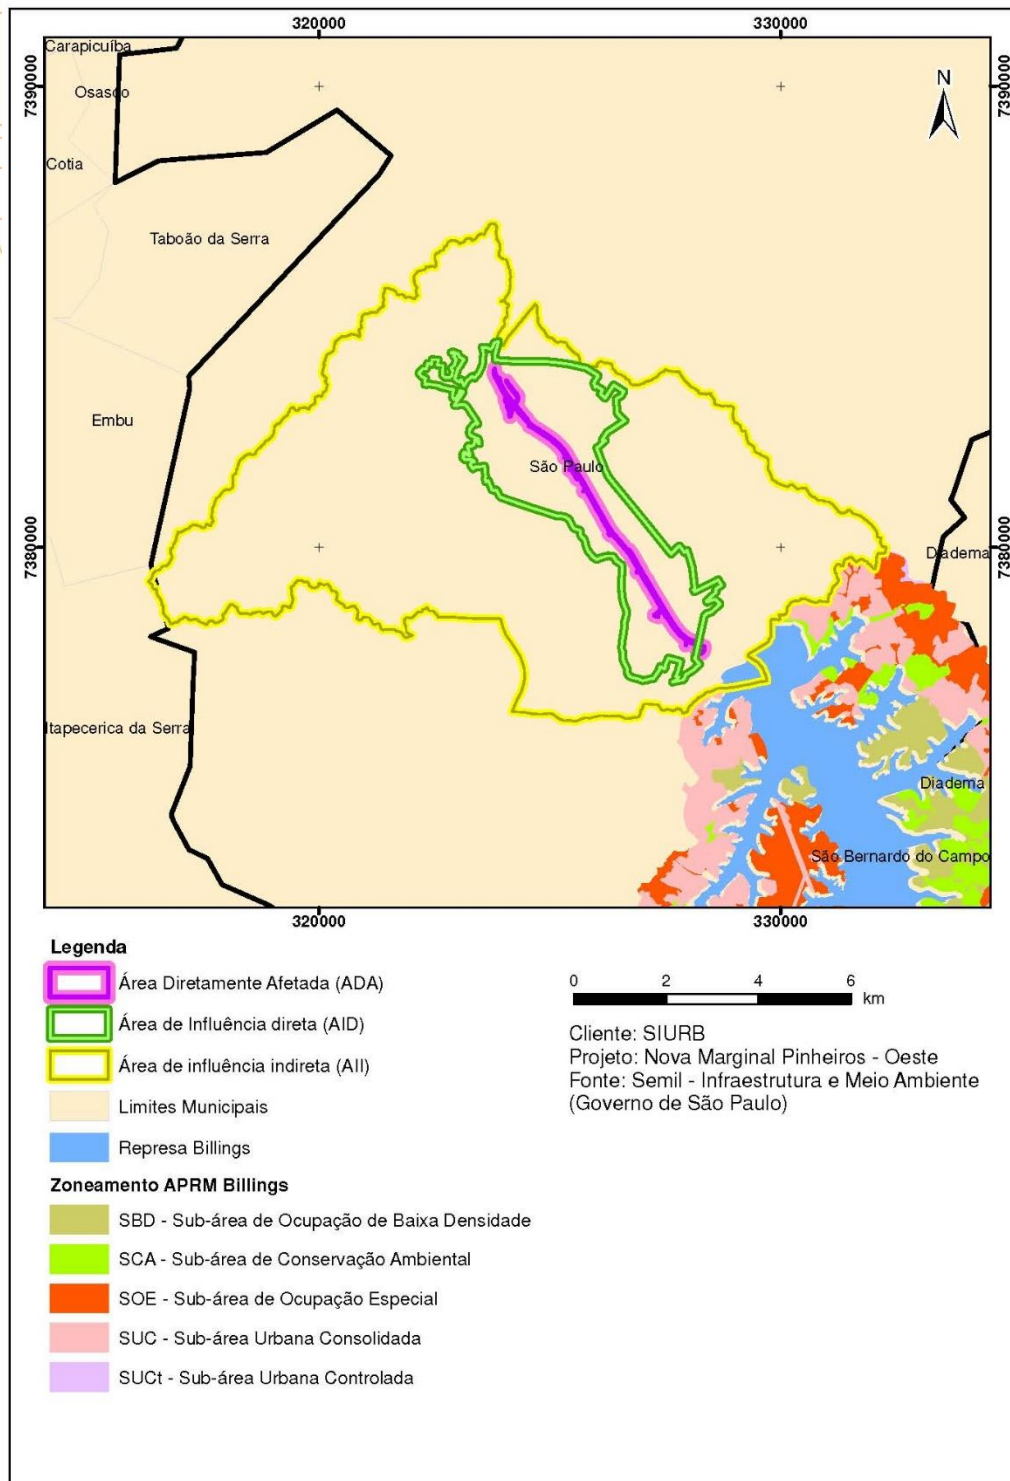 320000
330000
7390000
7390000
Carapicuíba
Osasco
N
Cotia
Taboão da Serra
Embu
São Paulo
7380000
7380000
Diadema
Itapecerica da Serra
Diadema
São Bernardo do Campo
320000
330000
Legenda
Área Diretamente Afetada (ADA)
Área de Influência direta (AID)
Área de influência indireta (AII)
Limites Municipais
Represa Billings
Zoneamento APRM Billings
SBD - Sub-área de Ocupação de Baixa Densidade
SCA - Sub-área de Conservação Ambiental
SOE - Sub-área de Ocupação Especial
SUC - Sub-área Urbana Consolidada
SUCt - Sub-área Urbana Controlada
0 2 4 6
km
Cliente: SIURB
Projeto: Nova Marginal Pinheiros - Oeste
Fonte: Semil - Infraestrutura e Meio Ambiente
(Governo de São Paulo)